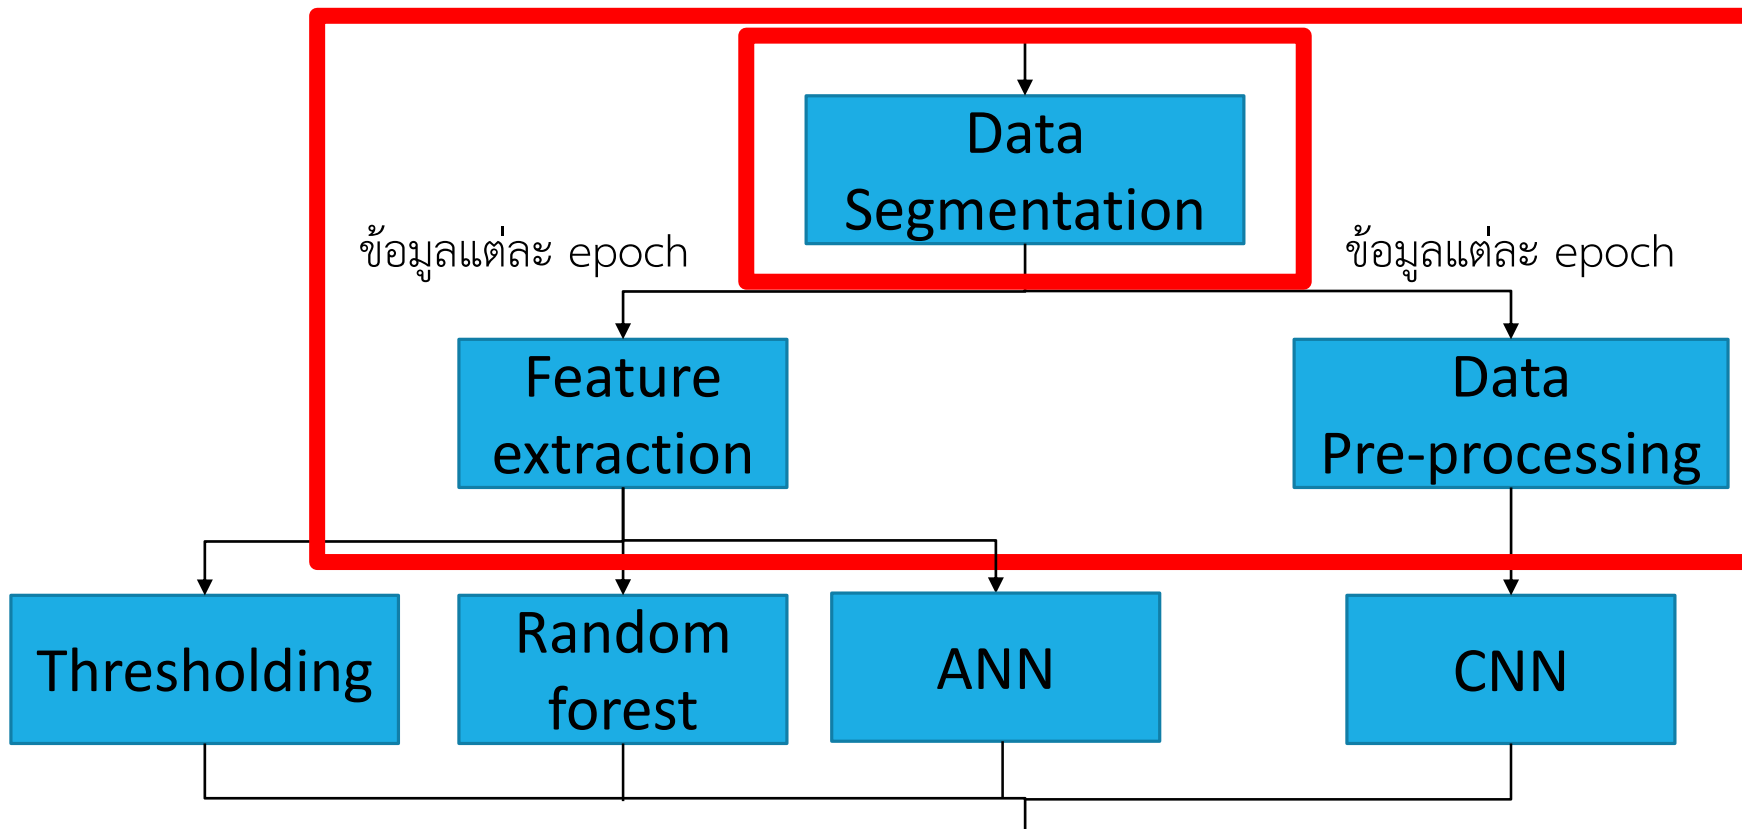 Data
Segmentation
ข้อมูลแต่ละ epoch
ข้อมูลแต่ละ epoch
Feature
extraction
Data
Pre-processing
Thresholding
Random
forest
ANN
CNN